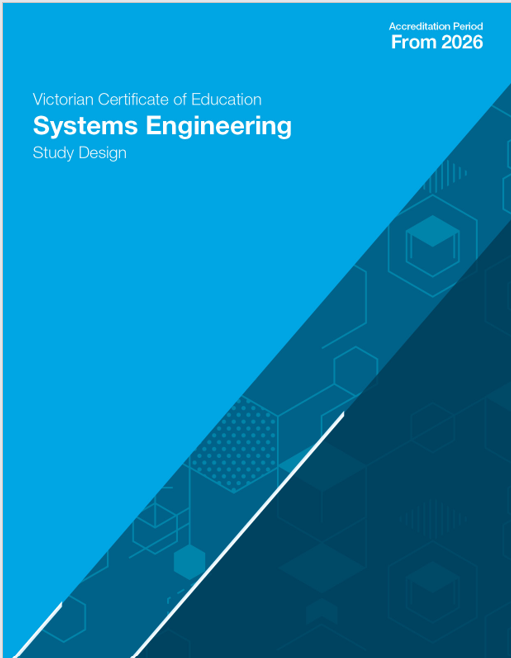 Accreditation Period
From 2026
Victorian Certificate of Education
Systems Engineering
Study Design